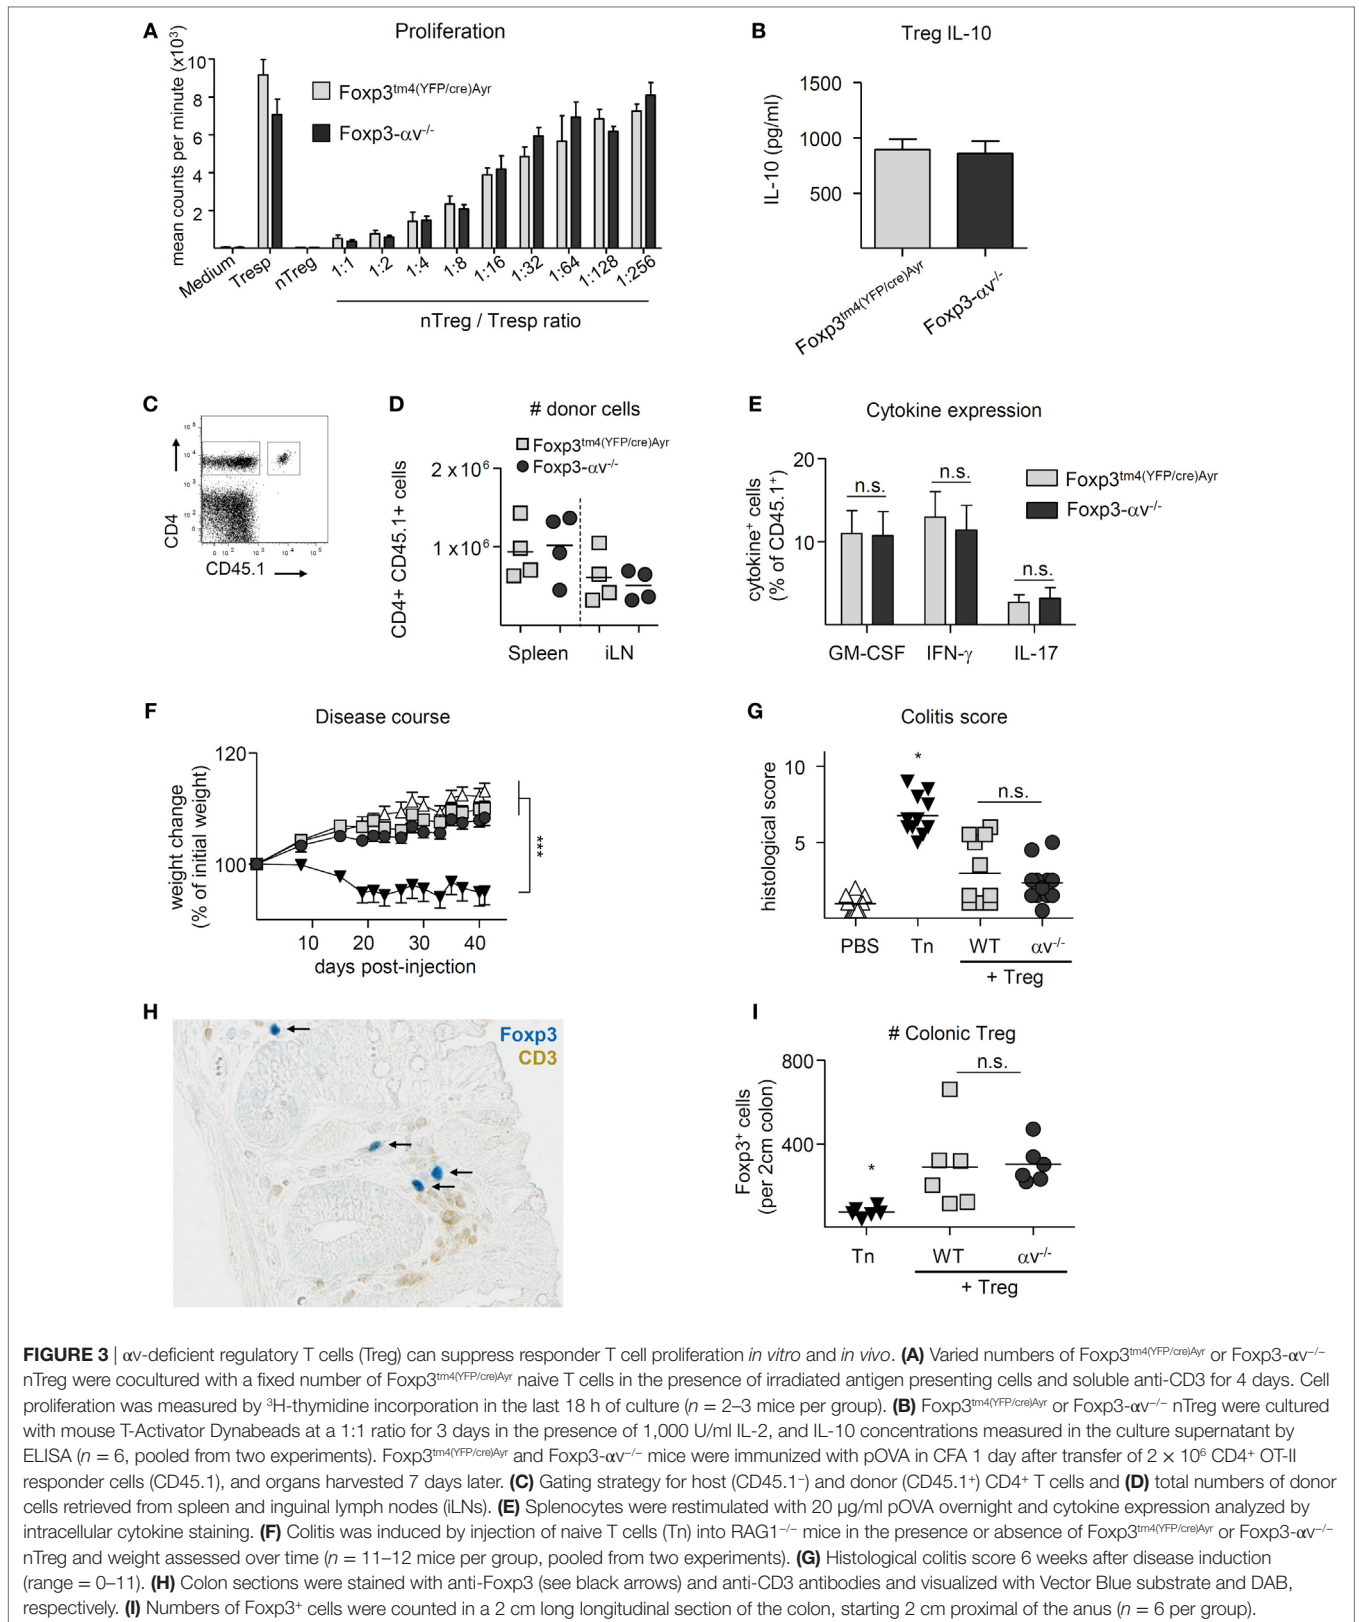 A
Proliferation
mean counts per minute (x10³)
10
8
6
4
2
Foxp3tm4(YFP/cre)Ayr
Foxp3-αv-/-
Medium
Tresp
nTreg
1:1
1:2
1:4
1:8
1:16
1:32
1:64
1:128
1:256
nTreg / Tresp ratio
B
Treg IL-10
IL-10 (pg/ml)
1500
1000
500
Foxp3tm4(YFP/cre)Ayr
Foxp3-αv-/-
C
CD4
CD45.1
10⁵
10⁴
10³
10²
0
0 10² 10³ 10⁴ 10⁵
D
# donor cells
Foxp3tm4(YFP/cre)Ayr
Foxp3-αv-/-
CD4+ CD45.1+ cells
2 x 10⁶
1 x 10⁶
Spleen
iLN
E
Cytokine expression
cytokine⁺ cells
(% of CD45.1⁺)
20
10
n.s.
n.s.
n.s.
Foxp3tm4(YFP/cre)Ayr
Foxp3-αv-/-
GM-CSF
IFN-γ
IL-17
F
Disease course
weight change
(% of initial weight)
120
100
***
10
20
30
40
days post-injection
G
Colitis score
histological score
10
5
*
n.s.
PBS
Tn
WT
αv-/-
+ Treg
H
Foxp3
CD3
I
# Colonic Treg
Foxp3⁺ cells
(per 2cm colon)
800
400
*
n.s.
Tn
WT
αv-/-
+ Treg
FIGURE 3 | αv-deficient regulatory T cells (Treg) can suppress responder T cell proliferation in vitro and in vivo. (A) Varied numbers of Foxp3tm4(YFP/cre)Ayr or Foxp3-αv−/−
nTreg were cocultured with a fixed number of Foxp3tm4(YFP/cre)Ayr naive T cells in the presence of irradiated antigen presenting cells and soluble anti-CD3 for 4 days. Cell
proliferation was measured by ³H-thymidine incorporation in the last 18 h of culture (n = 2–3 mice per group). (B) Foxp3tm4(YFP/cre)Ayr or Foxp3-αv−/− nTreg were cultured
with mouse T-Activator Dynabeads at a 1:1 ratio for 3 days in the presence of 1,000 U/ml IL-2, and IL-10 concentrations measured in the culture supernatant by
ELISA (n = 6, pooled from two experiments). Foxp3tm4(YFP/cre)Ayr and Foxp3-αv−/− mice were immunized with pOVA in CFA 1 day after transfer of 2 × 10⁶ CD4⁺ OT-II
responder cells (CD45.1), and organs harvested 7 days later. (C) Gating strategy for host (CD45.1⁻) and donor (CD45.1⁺) CD4⁺ T cells and (D) total numbers of donor
cells retrieved from spleen and inguinal lymph nodes (iLNs). (E) Splenocytes were restimulated with 20 µg/ml pOVA overnight and cytokine expression analyzed by
intracellular cytokine staining. (F) Colitis was induced by injection of naive T cells (Tn) into RAG1−/− mice in the presence or absence of Foxp3tm4(YFP/cre)Ayr or Foxp3-αv−/−
nTreg and weight assessed over time (n = 11–12 mice per group, pooled from two experiments). (G) Histological colitis score 6 weeks after disease induction
(range = 0–11). (H) Colon sections were stained with anti-Foxp3 (see black arrows) and anti-CD3 antibodies and visualized with Vector Blue substrate and DAB,
respectively. (I) Numbers of Foxp3⁺ cells were counted in a 2 cm long longitudinal section of the colon, starting 2 cm proximal of the anus (n = 6 per group).